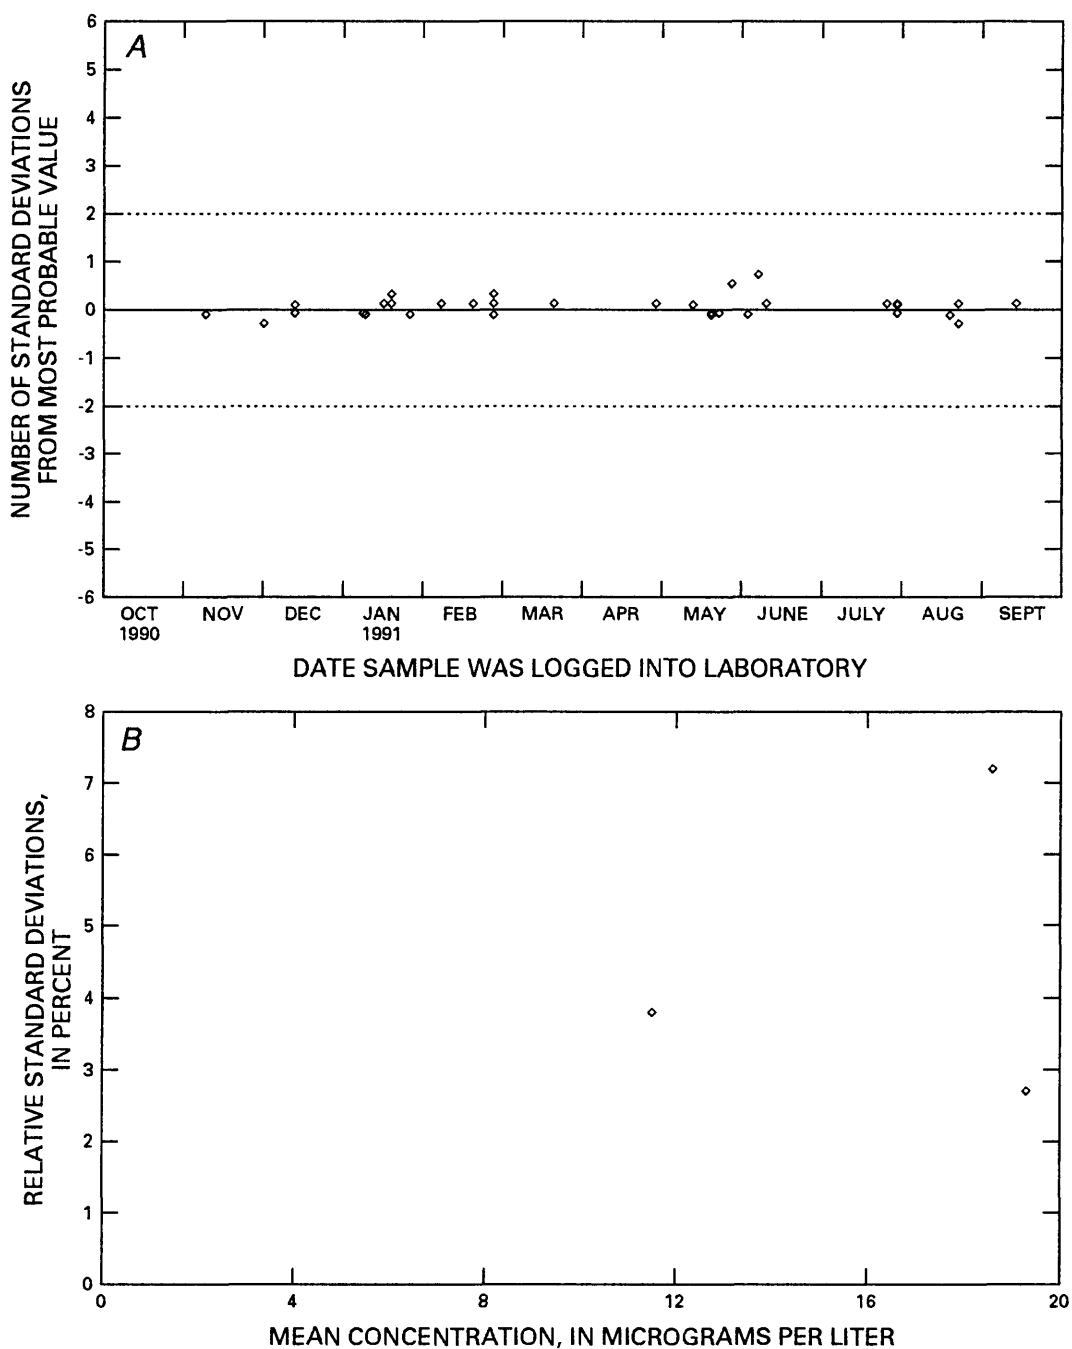 A
NUMBER OF STANDARD DEVIATIONS
FROM MOST PROBABLE VALUE
6
5
4
3
2
1
0
-1
-2
-3
-4
-5
-6
OCT NOV DEC JAN FEB MAR APR MAY JUNE JULY AUG SEPT
1990 1991
DATE SAMPLE WAS LOGGED INTO LABORATORY
B
RELATIVE STANDARD DEVIATIONS,
IN PERCENT
8
7
6
5
4
3
2
1
0
0 4 8 12 16 20
MEAN CONCENTRATION, IN MICROGRAMS PER LITER